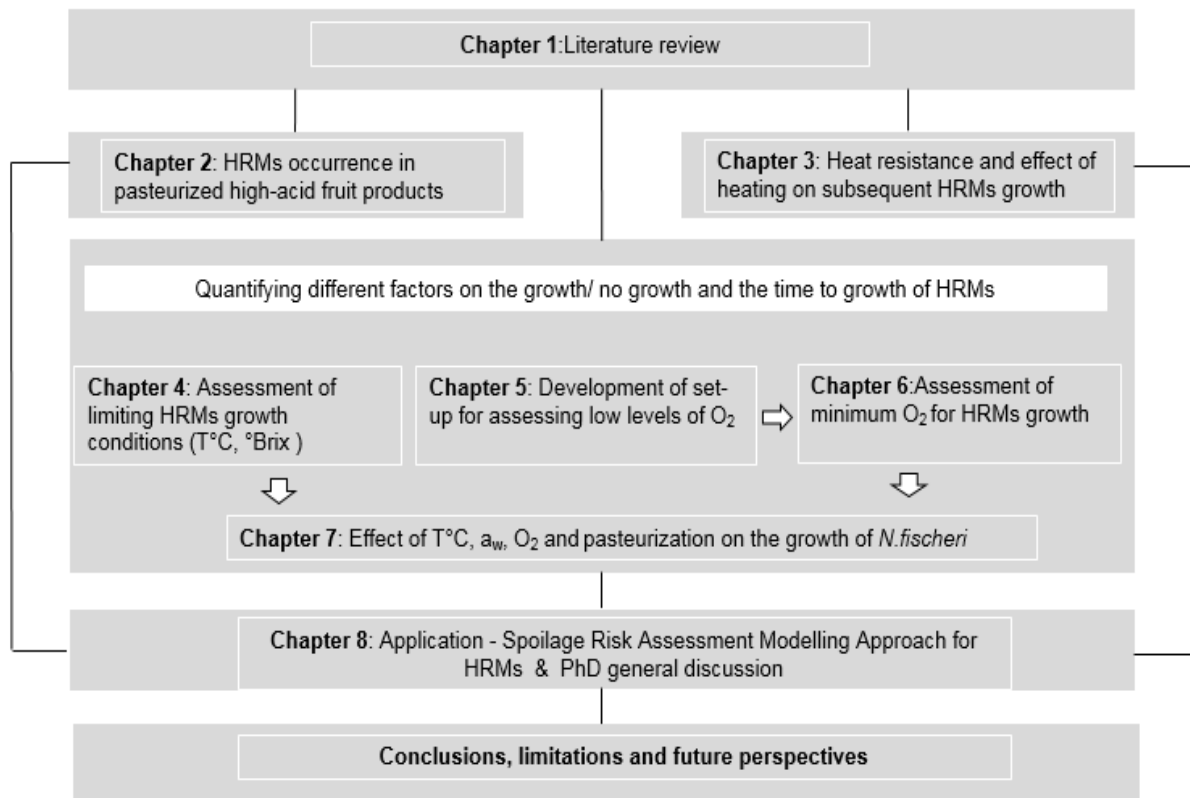 Chapter 1:Literature review
Chapter 2: HRMs occurrence in
pasteurized high-acid fruit products
Chapter 3: Heat resistance and effect of
heating on subsequent HRMs growth
Quantifying different factors on the growth/ no growth and the time to growth of HRMs
Chapter 4: Assessment of
limiting HRMs growth
conditions (T°C, °Brix )
Chapter 5: Development of set-
up for assessing low levels of O₂
Chapter 6:Assessment of
minimum O₂ for HRMs growth
Chapter 7: Effect of T°C, a_w, O₂ and pasteurization on the growth of N.fischeri
Chapter 8: Application - Spoilage Risk Assessment Modelling Approach for
HRMs & PhD general discussion
Conclusions, limitations and future perspectives